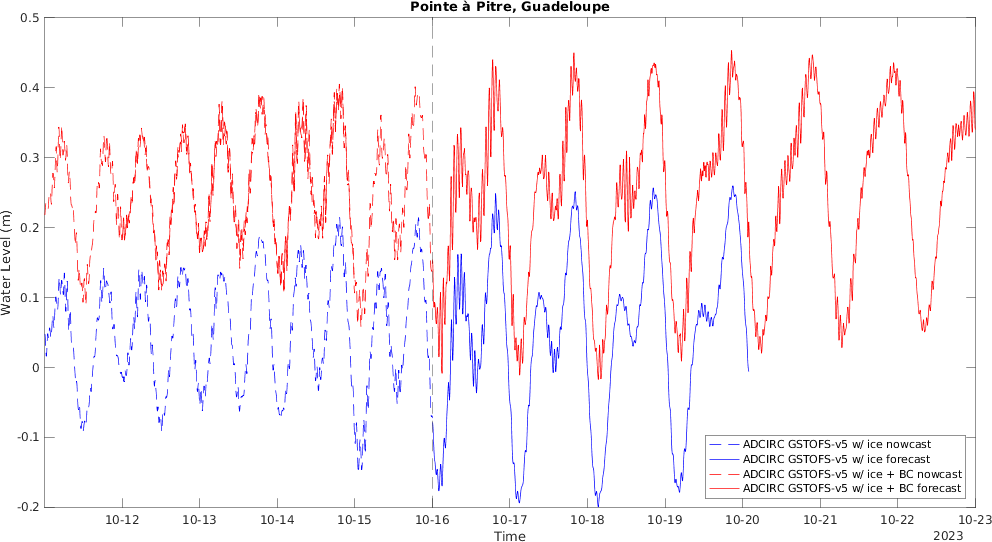 Pointe à Pitre, Guadeloupe
0.5
0.4
0.3
0.2
0.1
0
-0.1
-0.2
Water Level (m)
ADCIRC GSTOFS-v5 w/ ice nowcast
ADCIRC GSTOFS-v5 w/ ice forecast
ADCIRC GSTOFS-v5 w/ ice + BC nowcast
ADCIRC GSTOFS-v5 w/ ice + BC forecast
10-12 10-13 10-14 10-15 10-16 10-17 10-18 10-19 10-20 10-21 10-22 10-23
Time
2023